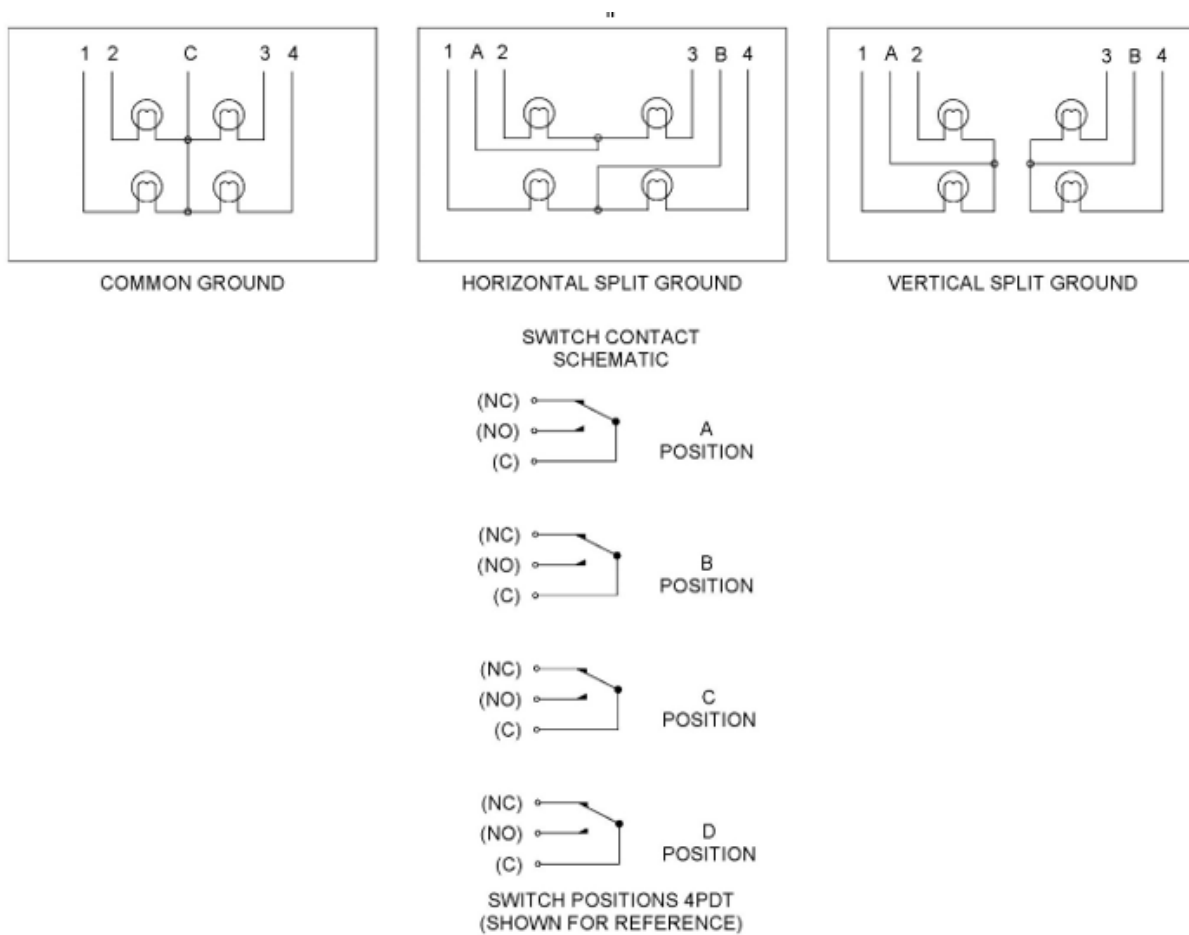 "
1 2 C 3 4
1 A 2 3 B 4
1 A 2 3 B 4
COMMON GROUND
HORIZONTAL SPLIT GROUND
VERTICAL SPLIT GROUND
SWITCH CONTACT
SCHEMATIC
(NC)
(NO)
(C)
A
POSITION
(NC)
(NO)
(C)
B
POSITION
(NC)
(NO)
(C)
C
POSITION
(NC)
(NO)
(C)
D
POSITION
SWITCH POSITIONS 4PDT
(SHOWN FOR REFERENCE)